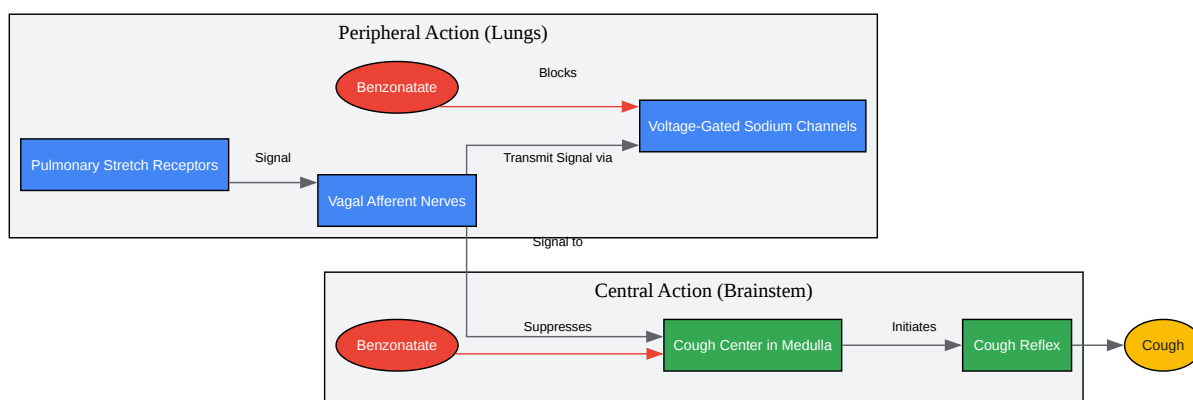 Peripheral Action (Lungs)
Benzonatate
Blocks
Voltage-Gated Sodium Channels
Pulmonary Stretch Receptors
Signal
Transmit Signal via
Vagal Afferent Nerves
Signal to
Central Action (Brainstem)
Benzonatate
Suppresses
Cough Center in Medulla
Initiates
Cough Reflex
Cough